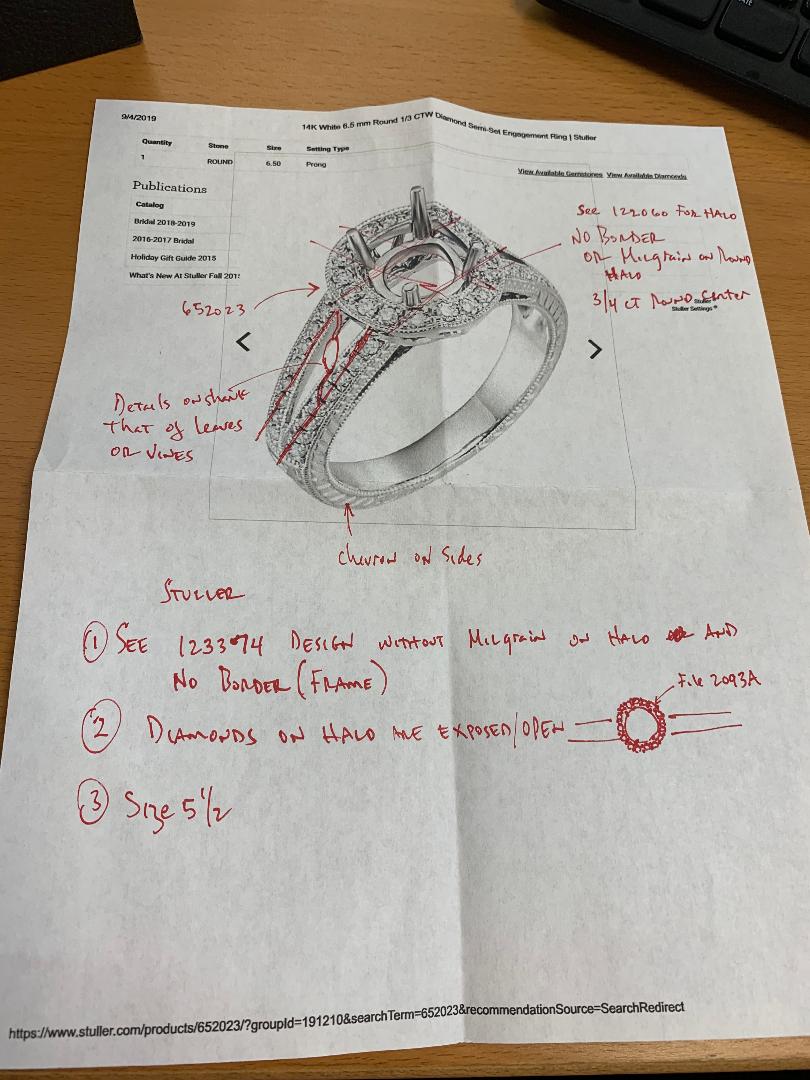 9/4/2019
14K White 6.5 mm Round 1/3 CTW Diamond Semi-Set Engagement Ring | Stuller
Quantity Stone Size Setting Type
1 ROUND 6.50 Prong
View Available Gemstones View Available Diamonds
Publications
Catalog
Bridal 2018-2019
2016-2017 Bridal
Holiday Gift Guide 2015
What's New At Stuller Fall 201
See 122060 FOR HALO
NO BORDER
OR Milgrain on Round
HALO
3/4 CT Round Center
Stuller Settings
652023
< >
Details on shank
that of leaves
OR VINES
Chevron on Sides
STULLER
1 SEE 123374 DESIGN WITHOUT MILGRAIN ON HALO AND
NO BORDER (FRAME)
File 2093A
2 DIAMONDS ON HALO ARE EXPOSED/OPEN
3 Size 5 1/2
https://www.stuller.com/products/652023/?groupId=191210&searchTerm=652023&recommendationSource=SearchRedirect